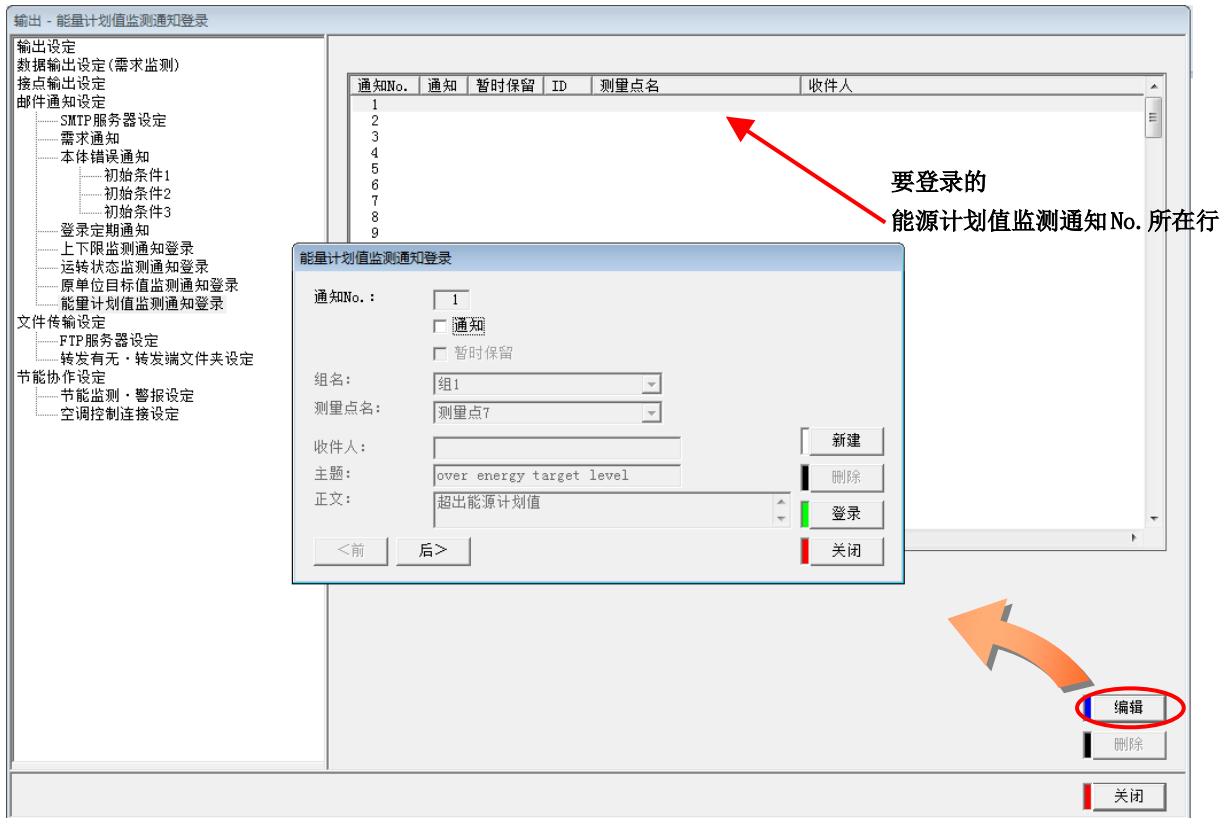 输出 - 能量计划值监测通知登录
输出设定
数据输出设定(需求监测)
接点输出设定
邮件通知设定
SMTP服务器设定
需求通知
本体错误通知
初始条件1
初始条件2
初始条件3
登录定期通知
上下限监测通知登录
运转状态监测通知登录
原单位目标值监测通知登录
能量计划值监测通知登录
文件传输设定
FTP服务器设定
转发有无・转发端文件夹设定
节能协作设定
节能监测・警报设定
空调控制连接设定
通知No. 通知 暂时保留 ID 测量点名 收件人
1
2
3
4
5
6
7
8
9
要登录的
能源计划值监测通知No.所在行
能量计划值监测通知登录
通知No.: 1
通知
暂时保留
组名: 组1
测量点名: 测量点7
收件人:
主题: over energy target level
正文: 超出能源计划值
新建
删除
登录
关闭
<前 后>
编辑
删除
关闭